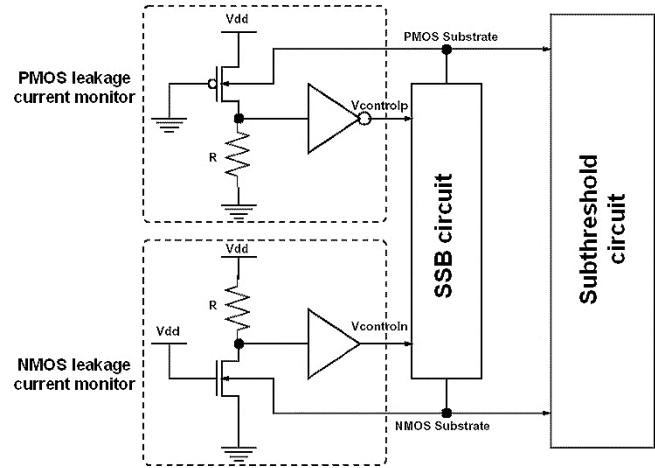 Vdd
PMOS Substrate
PMOS leakage
current monitor
Vcontrolp
R
SSB circuit
Subthreshold
circuit
Vdd
R
Vdd
Vcontroln
NMOS leakage
current monitor
NMOS Substrate